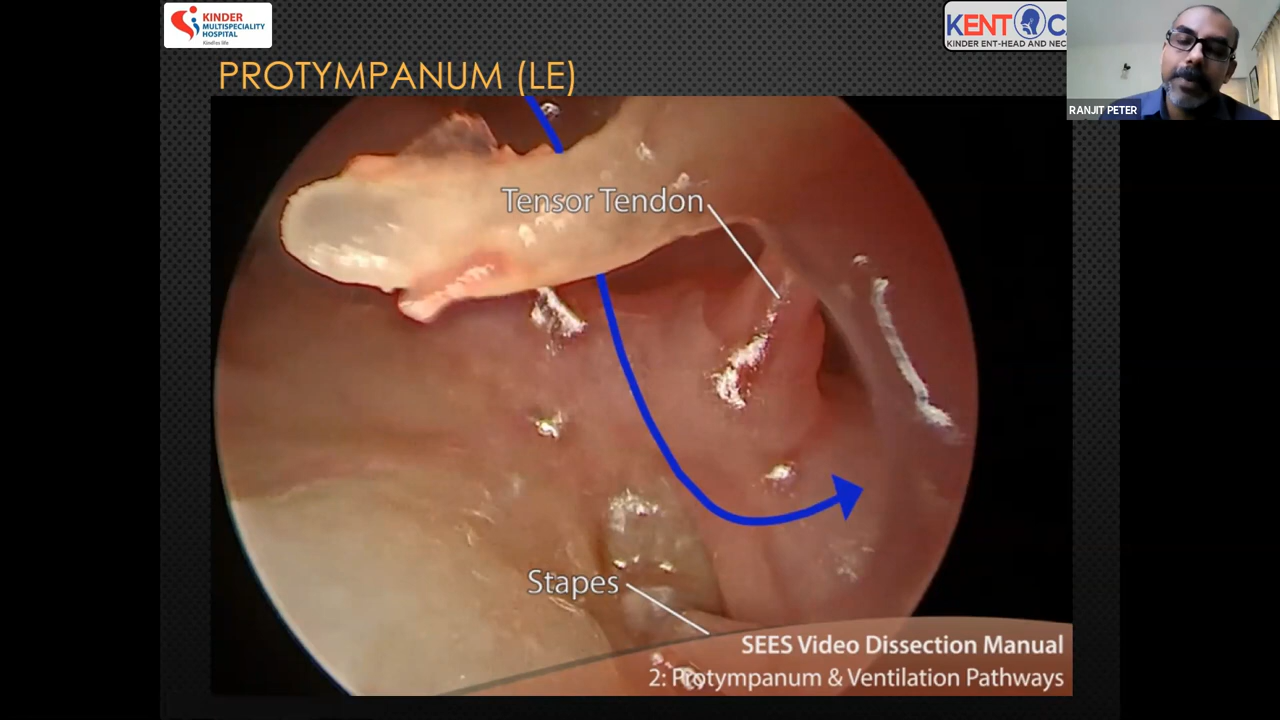 KINDER
MULTISPECIALITY
HOSPITAL
KENT C
KINDER ENT-HEAD AND NEC
RANJIT PETER
PROTYMPANUM (LE)
Tensor Tendon
Stapes
SEES Video Dissection Manual
2: Protympanum & Ventilation Pathways